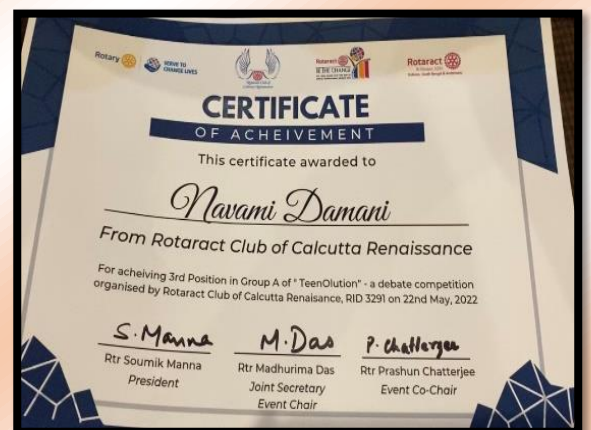 Rotary
SERVE TO
CHANGE LIVES
Rotaract
BE THE CHANGE
Rotaract
CERTIFICATE
OF ACHEIVEMENT
This certificate awarded to
Navami Damani
From Rotaract Club of Calcutta Renaissance
For acheiving 3rd Position in Group A of " TeenOlution" - a debate competition
organised by Rotaract Club of Calcutta Renaisance, RID 3291 on 22nd May, 2022
S. Manna M. Das P. Chatterjee
Rtr Soumik Manna Rtr Madhurima Das Rtr Prashun Chatterjee
President Joint Secretary Event Co-Chair
Event Chair